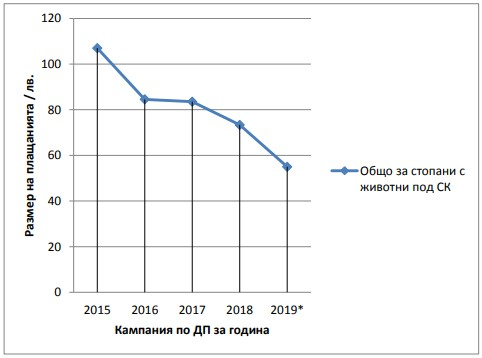 120
100
80
60
40
20
0
Размер на плащанията / лв.
2015 2016 2017 2018 2019*
Кампания по ДП за година
Общо за стопани с
животни под СК